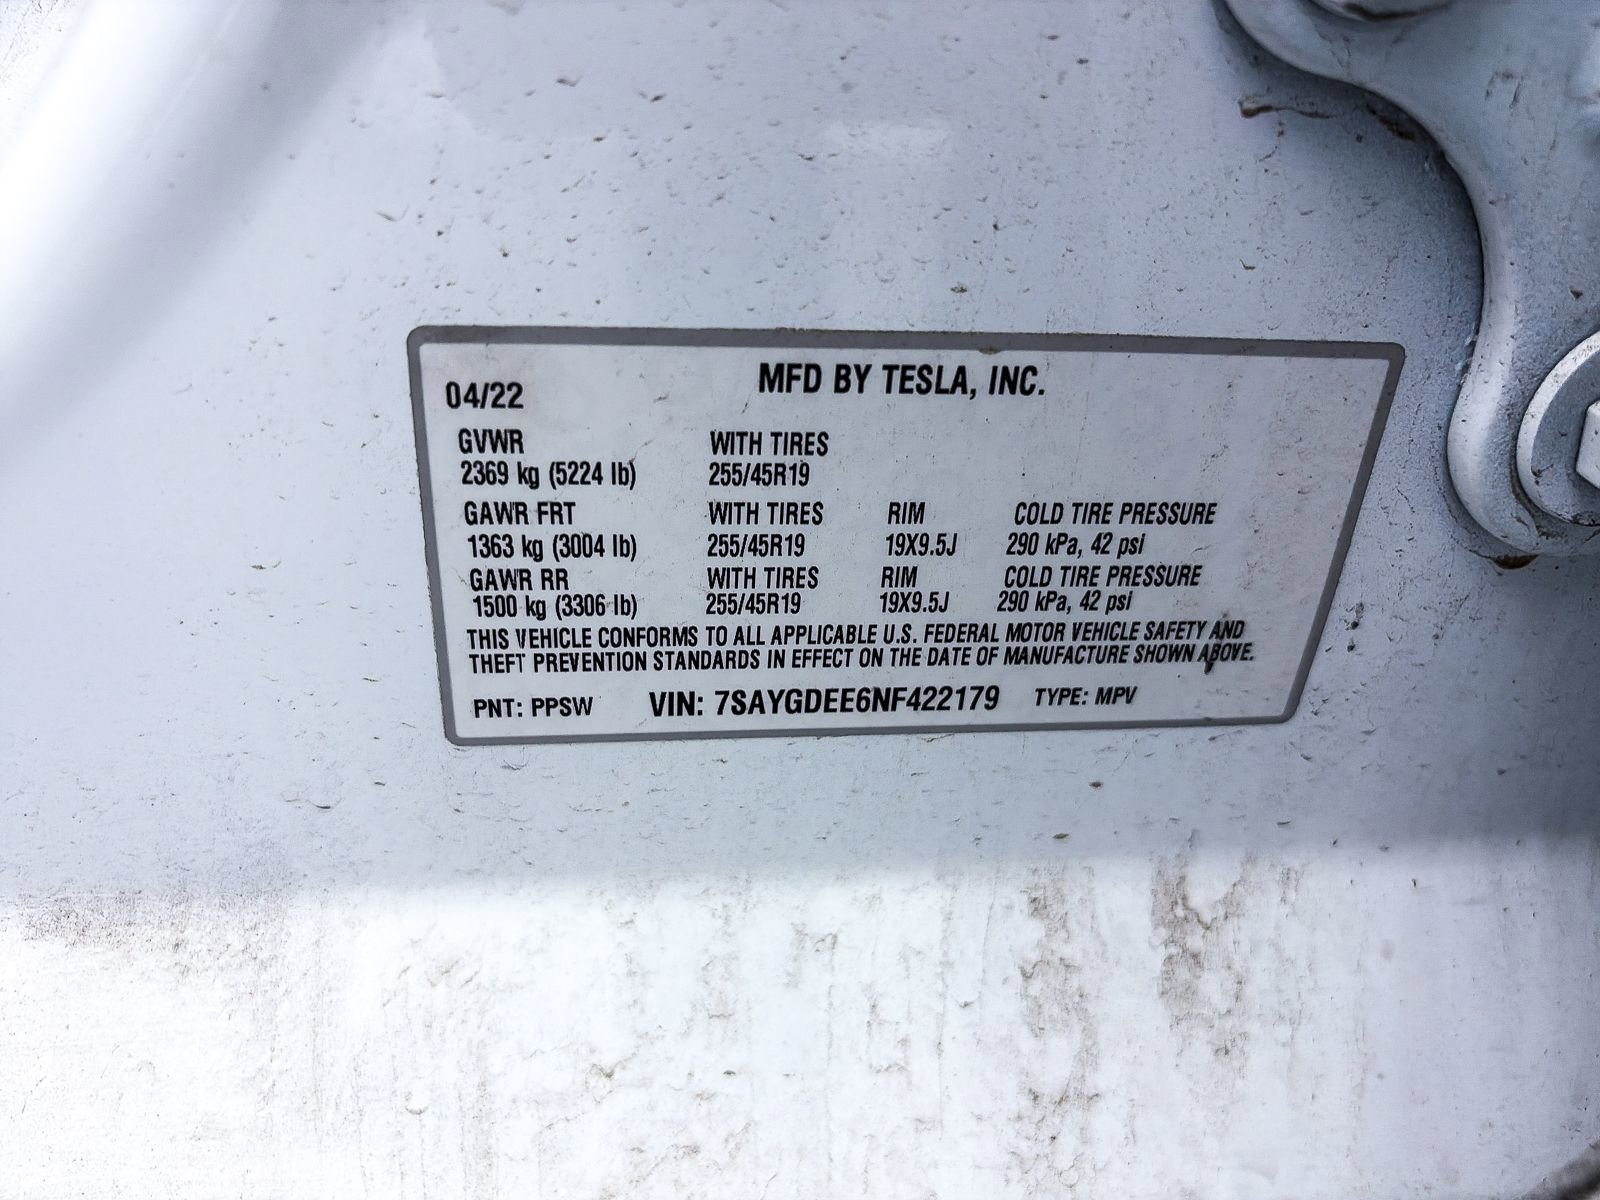 MFD BY TESLA, INC.
04/22
GVWR WITH TIRES
2369 kg (5224 lb) 255/45R19
GAWR FRT WITH TIRES RIM COLD TIRE PRESSURE
1363 kg (3004 lb) 255/45R19 19X9.5J 290 kPa, 42 psi
GAWR RR WITH TIRES RIM COLD TIRE PRESSURE
1500 kg (3306 lb) 255/45R19 19X9.5J 290 kPa, 42 psi
THIS VEHICLE CONFORMS TO ALL APPLICABLE U.S. FEDERAL MOTOR VEHICLE SAFETY AND
THEFT PREVENTION STANDARDS IN EFFECT ON THE DATE OF MANUFACTURE SHOWN ABOVE.
PNT: PPSW VIN: 7SAYGDEE6NF422179 TYPE: MPV